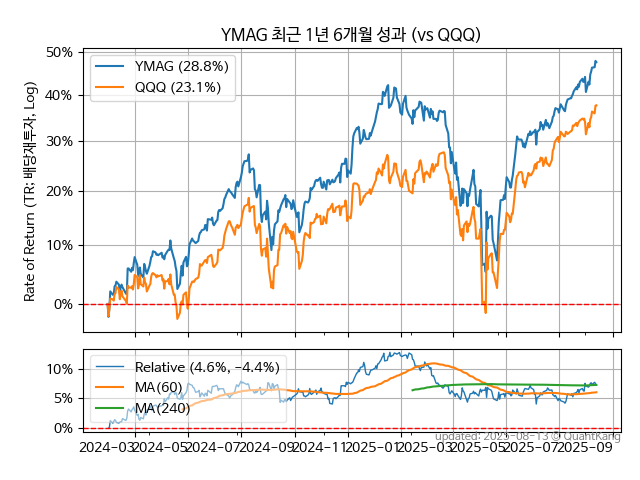 YMAG 최근 1년 6개월 성과 (vs QQQ)
Rate of Return (TR: 배당재투자, Log)
50%
40%
30%
20%
10%
0%
YMAG (28.8%)
QQQ (23.1%)
10%
5%
0%
Relative (4.6%, −4.4%)
MA(60)
MA(240)
2024-03 2024-05 2024-07 2024-09 2024-11 2025-01 2025-03 2025-05 2025-07 2025-09
updated: 2025-08-13 © QuantKang